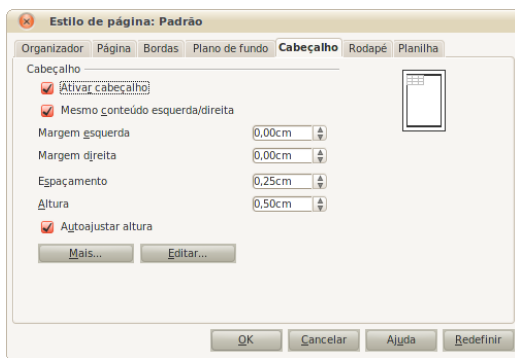 Estilo de página: Padrão
Organizador Página Bordas Plano de fundo Cabeçalho Rodapé Planilha
Cabeçalho
Ativar cabeçalho
Mesmo conteúdo esquerda/direita
Margem esquerda 0,00cm
Margem direita 0,00cm
Espaçamento 0,25cm
Altura 0,50cm
Autoajustar altura
Mais... Editar...
OK Cancelar Ajuda Redefinir